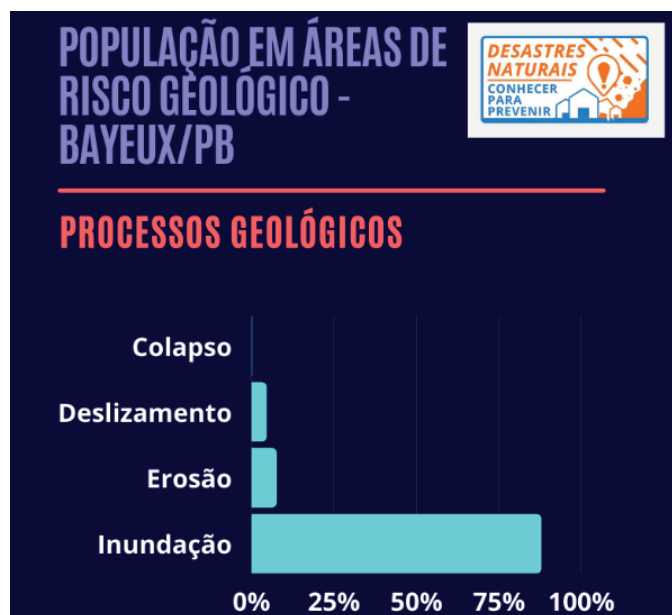 POPULAÇÃO EM ÁREAS DE
RISCO GEOLÓGICO -
BAYEUX/PB
DESASTRES
NATURAIS
CONHECER
PARA
PREVENIR
PROCESSOS GEOLÓGICOS
Colapso
Deslizamento
Erosão
Inundação
0% 25% 50% 75% 100%